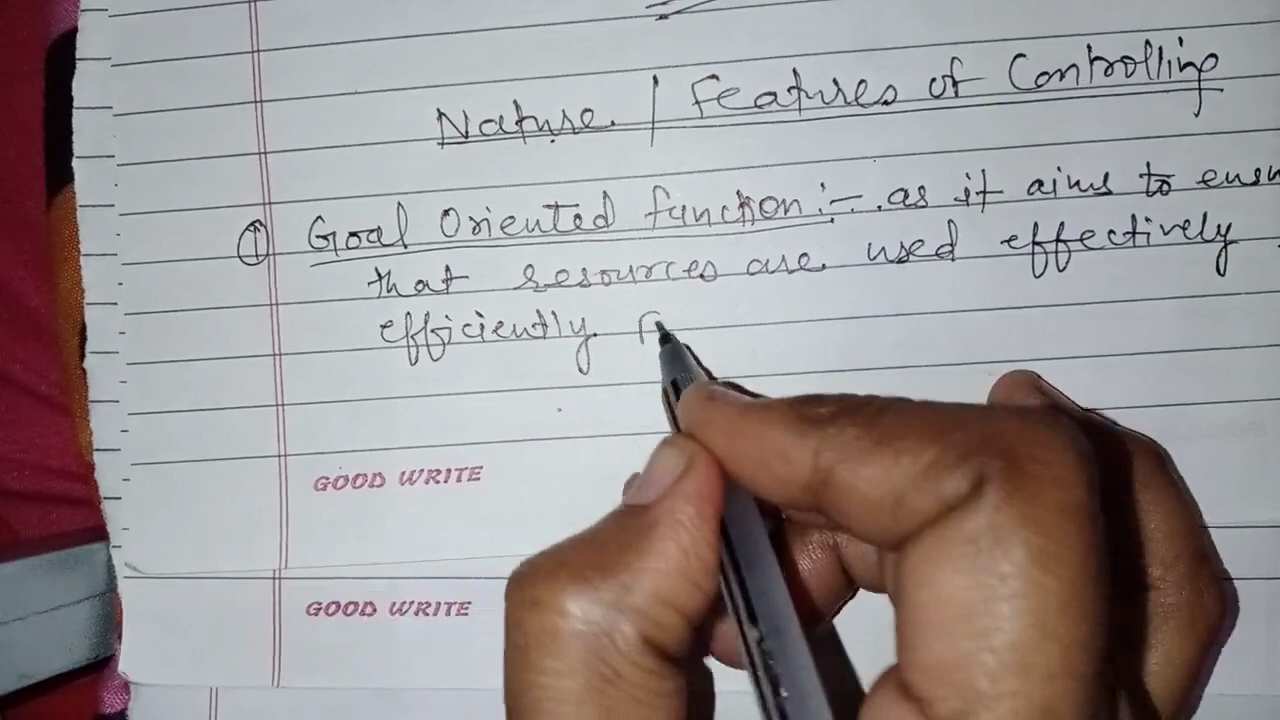 Nature / Features of Controlling
① Goal Oriented function :- as it aims to
that resources are used effectively
efficiently
GOOD WRITE
GOOD WRITE